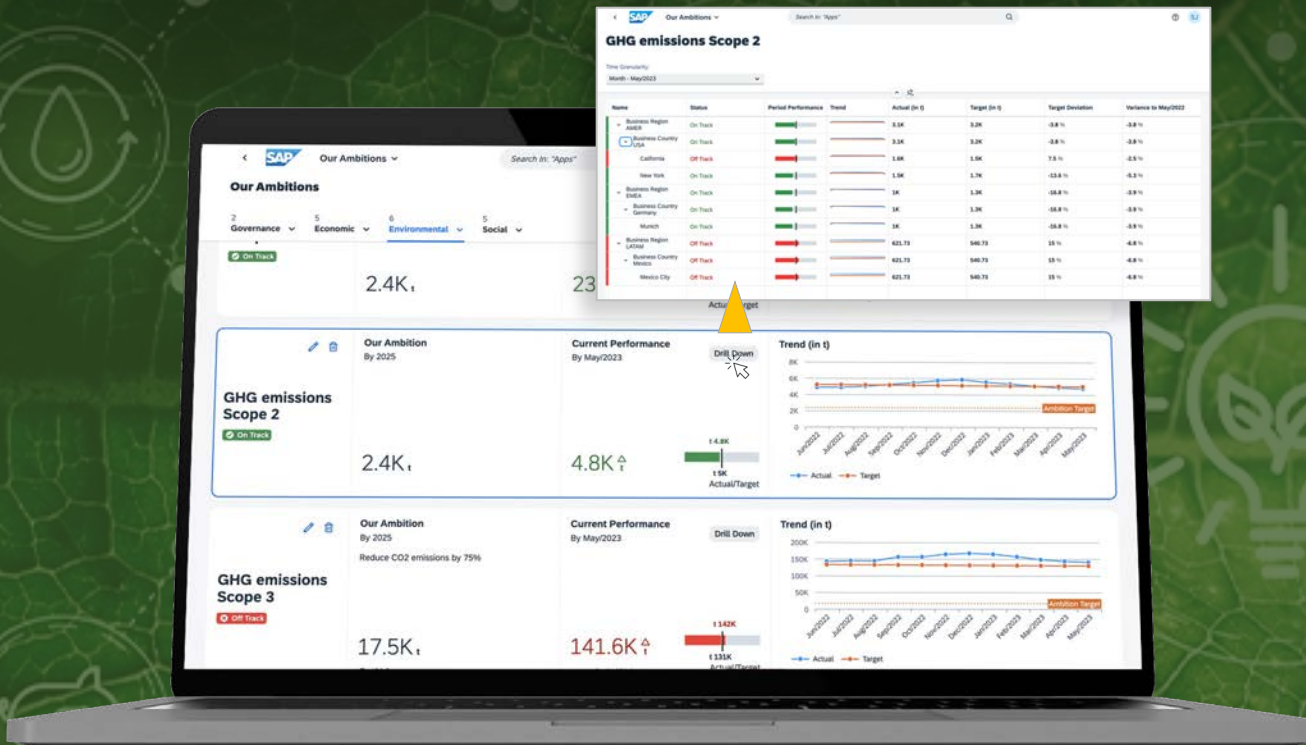 SAP
Our Ambitions
Search In: "Apps"
SJ
GHG emissions Scope 2
Time Granularity:
Month - May/2023
Name Status Period Performance Trend Actual (in t) Target (in t) Target Deviation Variance to May/2022
Business Region AMER On Track 3.1K 3.2K -3.8 % -3.8 %
Business Country USA On Track 3.1K 3.2K -3.8 % -3.8 %
California Off Track 1.6K 1.5K 7.5 % -2.5 %
New York On Track 1.5K 1.7K -13.6 % -5.3 %
Business Region EMEA On Track 1K 1.3K -16.8 % -3.9 %
Business Country Germany On Track 1K 1.3K -16.8 % -3.9 %
Munich On Track 1K 1.3K -16.8 % -3.9 %
Business Region LATAM Off Track 621.73 540.73 15 % -6.8 %
Business Country Mexico Off Track 621.73 540.73 15 % -6.8 %
Mexico City Off Track 621.73 540.73 15 % -6.8 %
SAP
Our Ambitions
Search In: "Apps"
Our Ambitions
2 5 6 5
Governance Economic Environmental Social
On Track
2.4K t
23
Actual/Target
GHG emissions
Scope 2
On Track
Our Ambition
By 2025
2.4K t
Current Performance
By May/2023
4.8K t
Drill Down
t 4.8K
t 5K
Actual/Target
Trend (in t)
8K
6K
4K
2K
0
Ambition Target
Jun/2022 Jul/2022 Aug/2022 Sep/2022 Oct/2022 Nov/2022 Dec/2022 Jan/2023 Feb/2023 Mar/2023 Apr/2023 May/2023
Actual Target
GHG emissions
Scope 3
Off Track
Our Ambition
By 2025
Reduce CO2 emissions by 75%
17.5K t
Current Performance
By May/2023
141.6K t
Drill Down
t 142K
t 131K
Actual/Target
Trend (in t)
200K
150K
100K
50K
0
Ambition Target
Jun/2022 Jul/2022 Aug/2022 Sep/2022 Oct/2022 Nov/2022 Dec/2022 Jan/2023 Feb/2023 Mar/2023 Apr/2023 May/2023
Actual Target